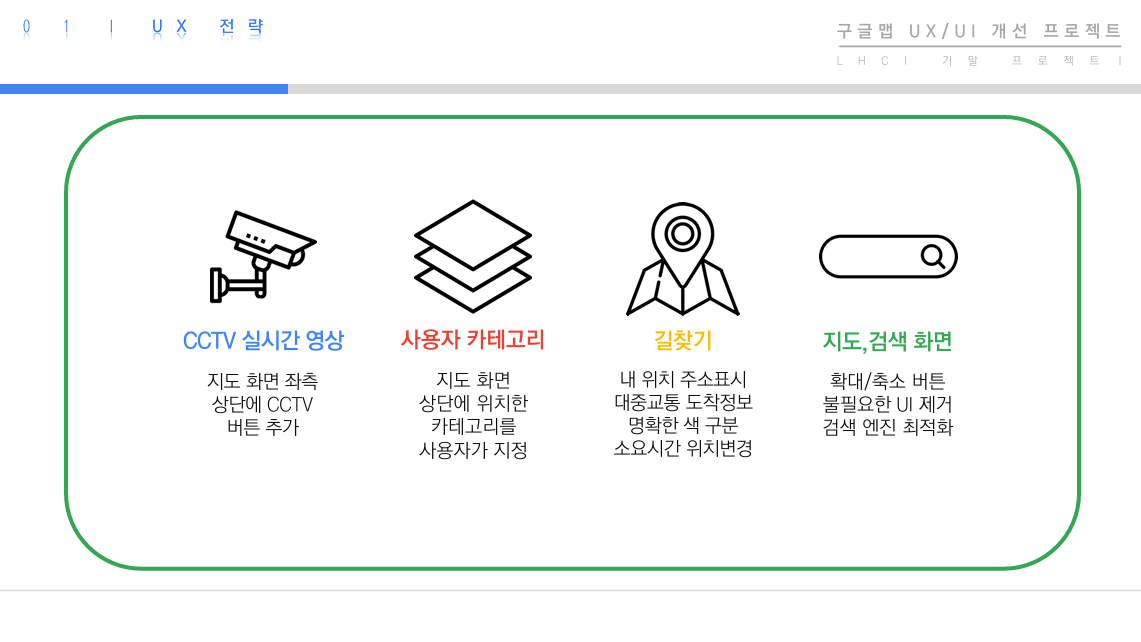 01 | UX 전략
구글맵 UX/UI 개선 프로젝트
LHCI 기말 프로젝트 |
CCTV 실시간 영상
지도 화면 좌측
상단에 CCTV
버튼 추가
사용자 카테고리
지도 화면
상단에 위치한
카테고리를
사용자가 지정
길찾기
내 위치 주소표시
대중교통 도착정보
명확한 색 구분
소요시간 위치변경
지도,검색 화면
확대/축소 버튼
불필요한 UI 제거
검색 엔진 최적화